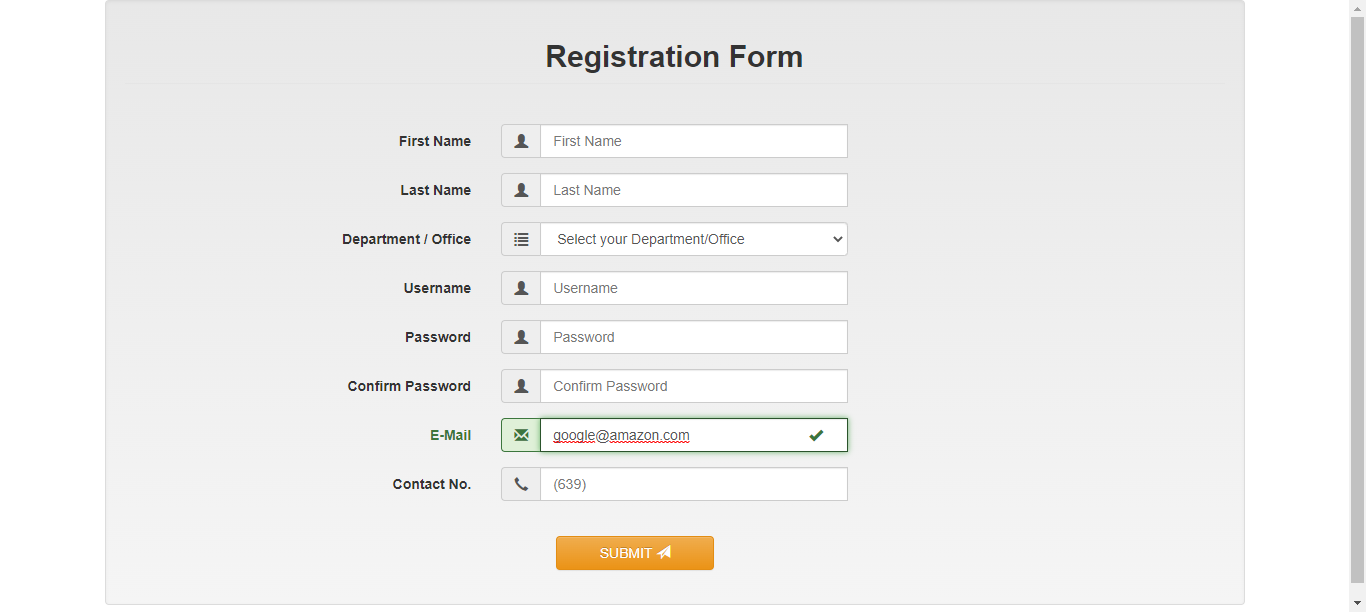 Registration Form
First Name First Name
Last Name Last Name
Department / Office Select your Department/Office
Username Username
Password Password
Confirm Password Confirm Password
E-Mail google@amazon.com
Contact No. (639)
SUBMIT